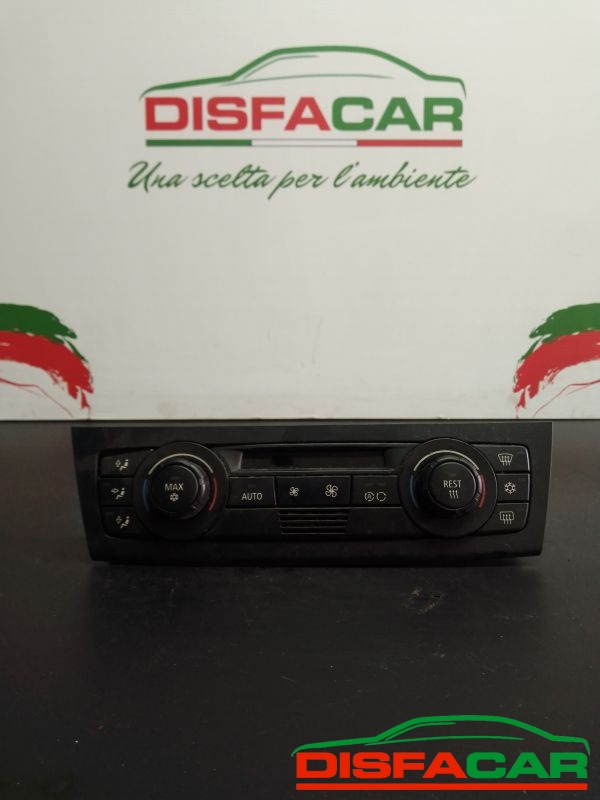 DISFACAR
Una scelta per l'ambiente
MAX
AUTO
REST
DISFACAR